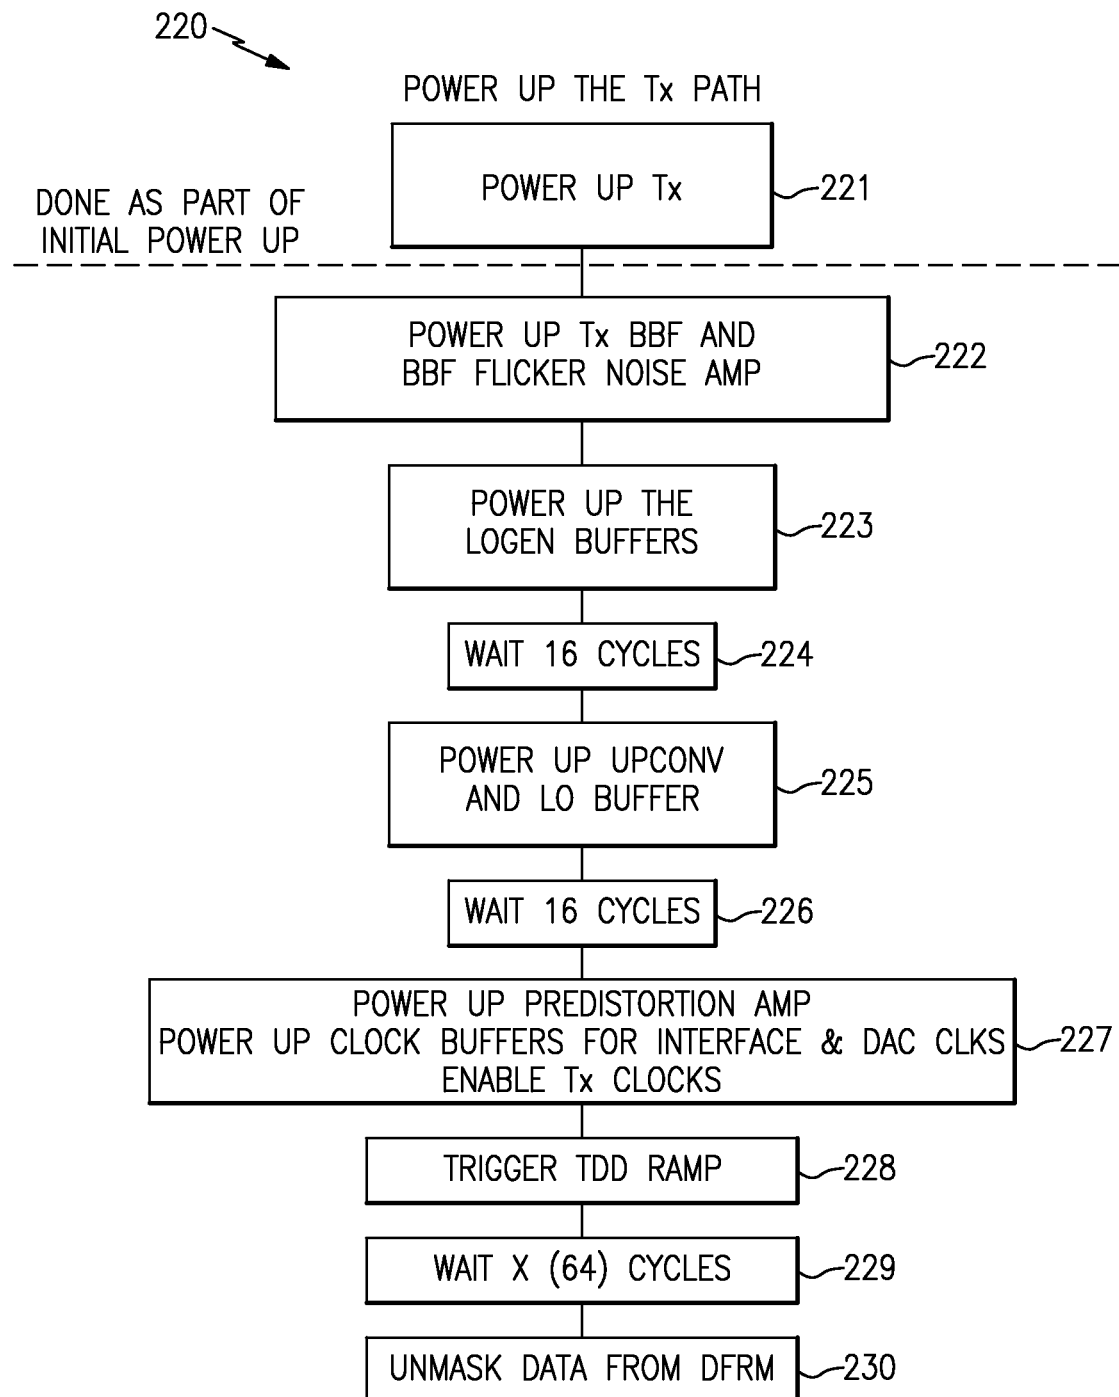 220
POWER UP THE Tx PATH
POWER UP Tx
221
DONE AS PART OF
INITIAL POWER UP
POWER UP Tx BBF AND
BBF FLICKER NOISE AMP
222
POWER UP THE
LOGEN BUFFERS
223
WAIT 16 CYCLES
224
POWER UP UPCONV
AND LO BUFFER
225
WAIT 16 CYCLES
226
POWER UP PREDISTORTION AMP
POWER UP CLOCK BUFFERS FOR INTERFACE & DAC CLKS
ENABLE Tx CLOCKS
227
TRIGGER TDD RAMP
228
WAIT X (64) CYCLES
229
UNMASK DATA FROM DFRM
230